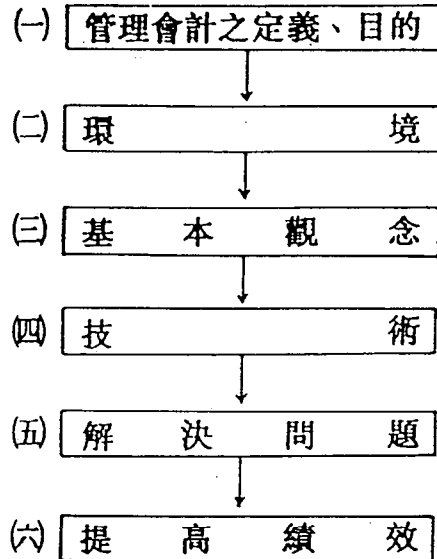 ㈠ 管理會計之定義、目的
㈡ 環境
㈢ 基本觀念
㈣ 技術
㈤ 解決問題
㈥ 提高績效